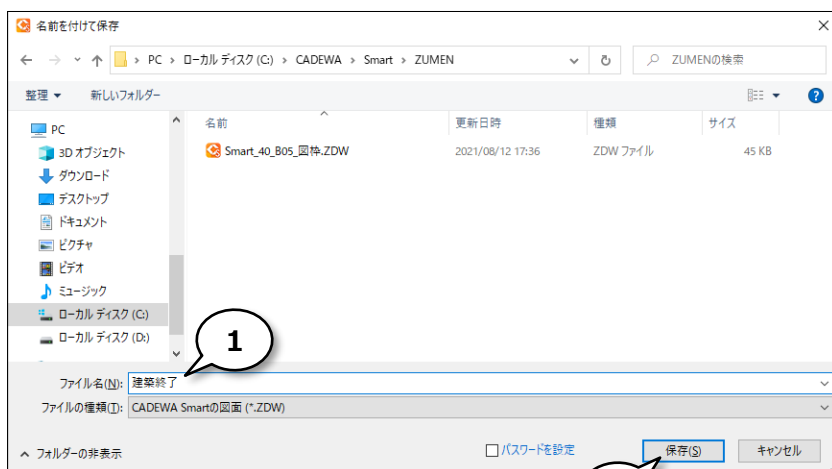 名前を付けて保存
PC > ローカル ディスク (C:) > CADEWA > Smart > ZUMEN
ZUMENの検索
整理 ▼ 新しいフォルダー
名前 更新日時 種類 サイズ
Smart_40_B05_図枠.ZDW 2021/08/12 17:36 ZDW ファイル 45 KB
PC
3D オブジェクト
ダウンロード
デスクトップ
ドキュメント
ピクチャ
ビデオ
ミュージック
ローカル ディスク (C:)
ローカル ディスク (D:)
1
ファイル名(N): 建築終了
ファイルの種類(T): CADEWA Smartの図面 (*.ZDW)
フォルダーの非表示
パスワードを設定
保存(S)
キャンセル